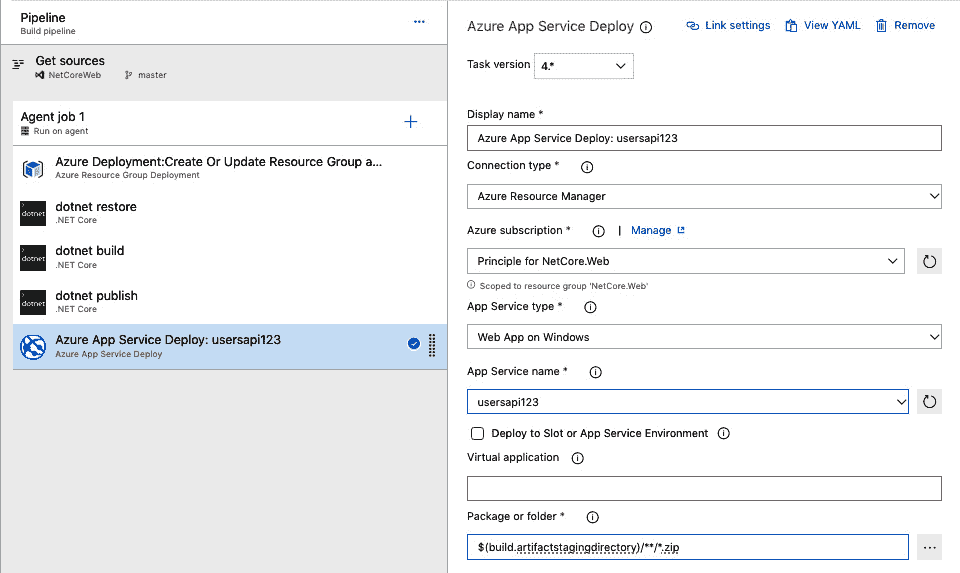 Pipeline
...
Build pipeline
Get sources
NetCoreWeb master
Agent job 1
Run on agent
Azure Deployment:Create Or Update Resource Group a...
Azure Resource Group Deployment
dotnet
dotnet restore
.NET Core
dotnet
dotnet build
.NET Core
dotnet
dotnet publish
.NET Core
Azure App Service Deploy: usersapi123
Azure App Service Deploy
Azure App Service Deploy
Link settings View YAML Remove
Task version 4.*
Display name *
Azure App Service Deploy: usersapi123
Connection type *
Azure Resource Manager
Azure subscription * | Manage
Principle for NetCore.Web
Scoped to resource group 'NetCore.Web'
App Service type *
Web App on Windows
App Service name *
usersapi123
Deploy to Slot or App Service Environment
Virtual application
Package or folder *
$(build.artifactstagingdirectory)/**/*.zip
...